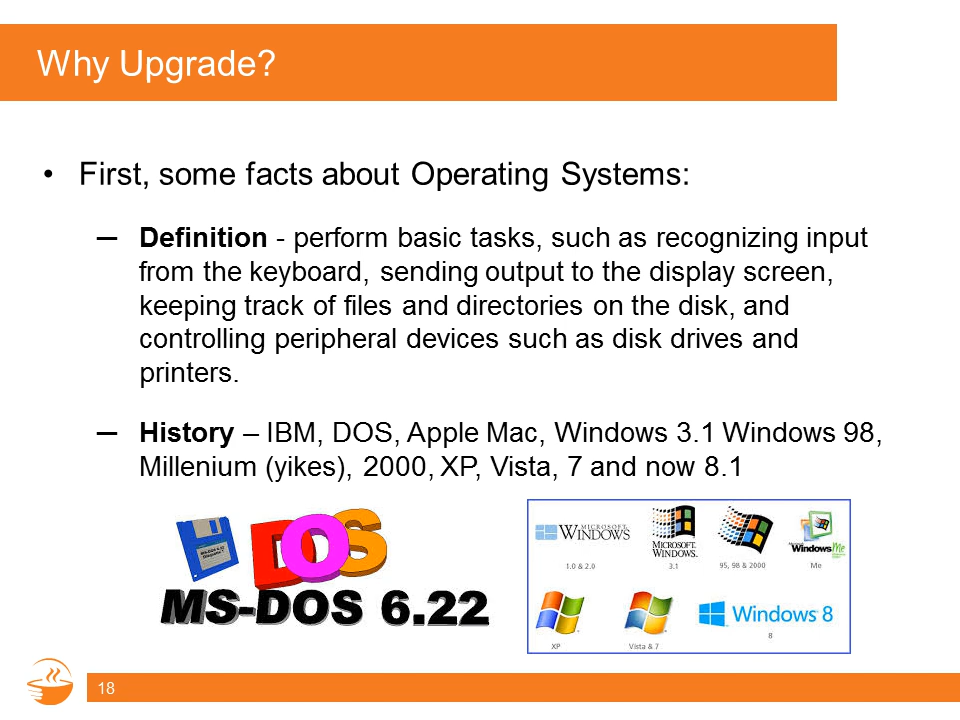 Why Upgrade?
• First, some facts about Operating Systems:
─ Definition - perform basic tasks, such as recognizing input
from the keyboard, sending output to the display screen,
keeping track of files and directories on the disk, and
controlling peripheral devices such as disk drives and
printers.
─ History – IBM, DOS, Apple Mac, Windows 3.1 Windows 98,
Millenium (yikes), 2000, XP, Vista, 7 and now 8.1
DOS
MS-DOS 6.22
MICROSOFT
WINDOWS
1.0 & 2.0
MICROSOFT
WINDOWS.
3.1
95, 98 & 2000
Microsoft
Windows Me
Me
XP
Vista & 7
Windows 8
8
18